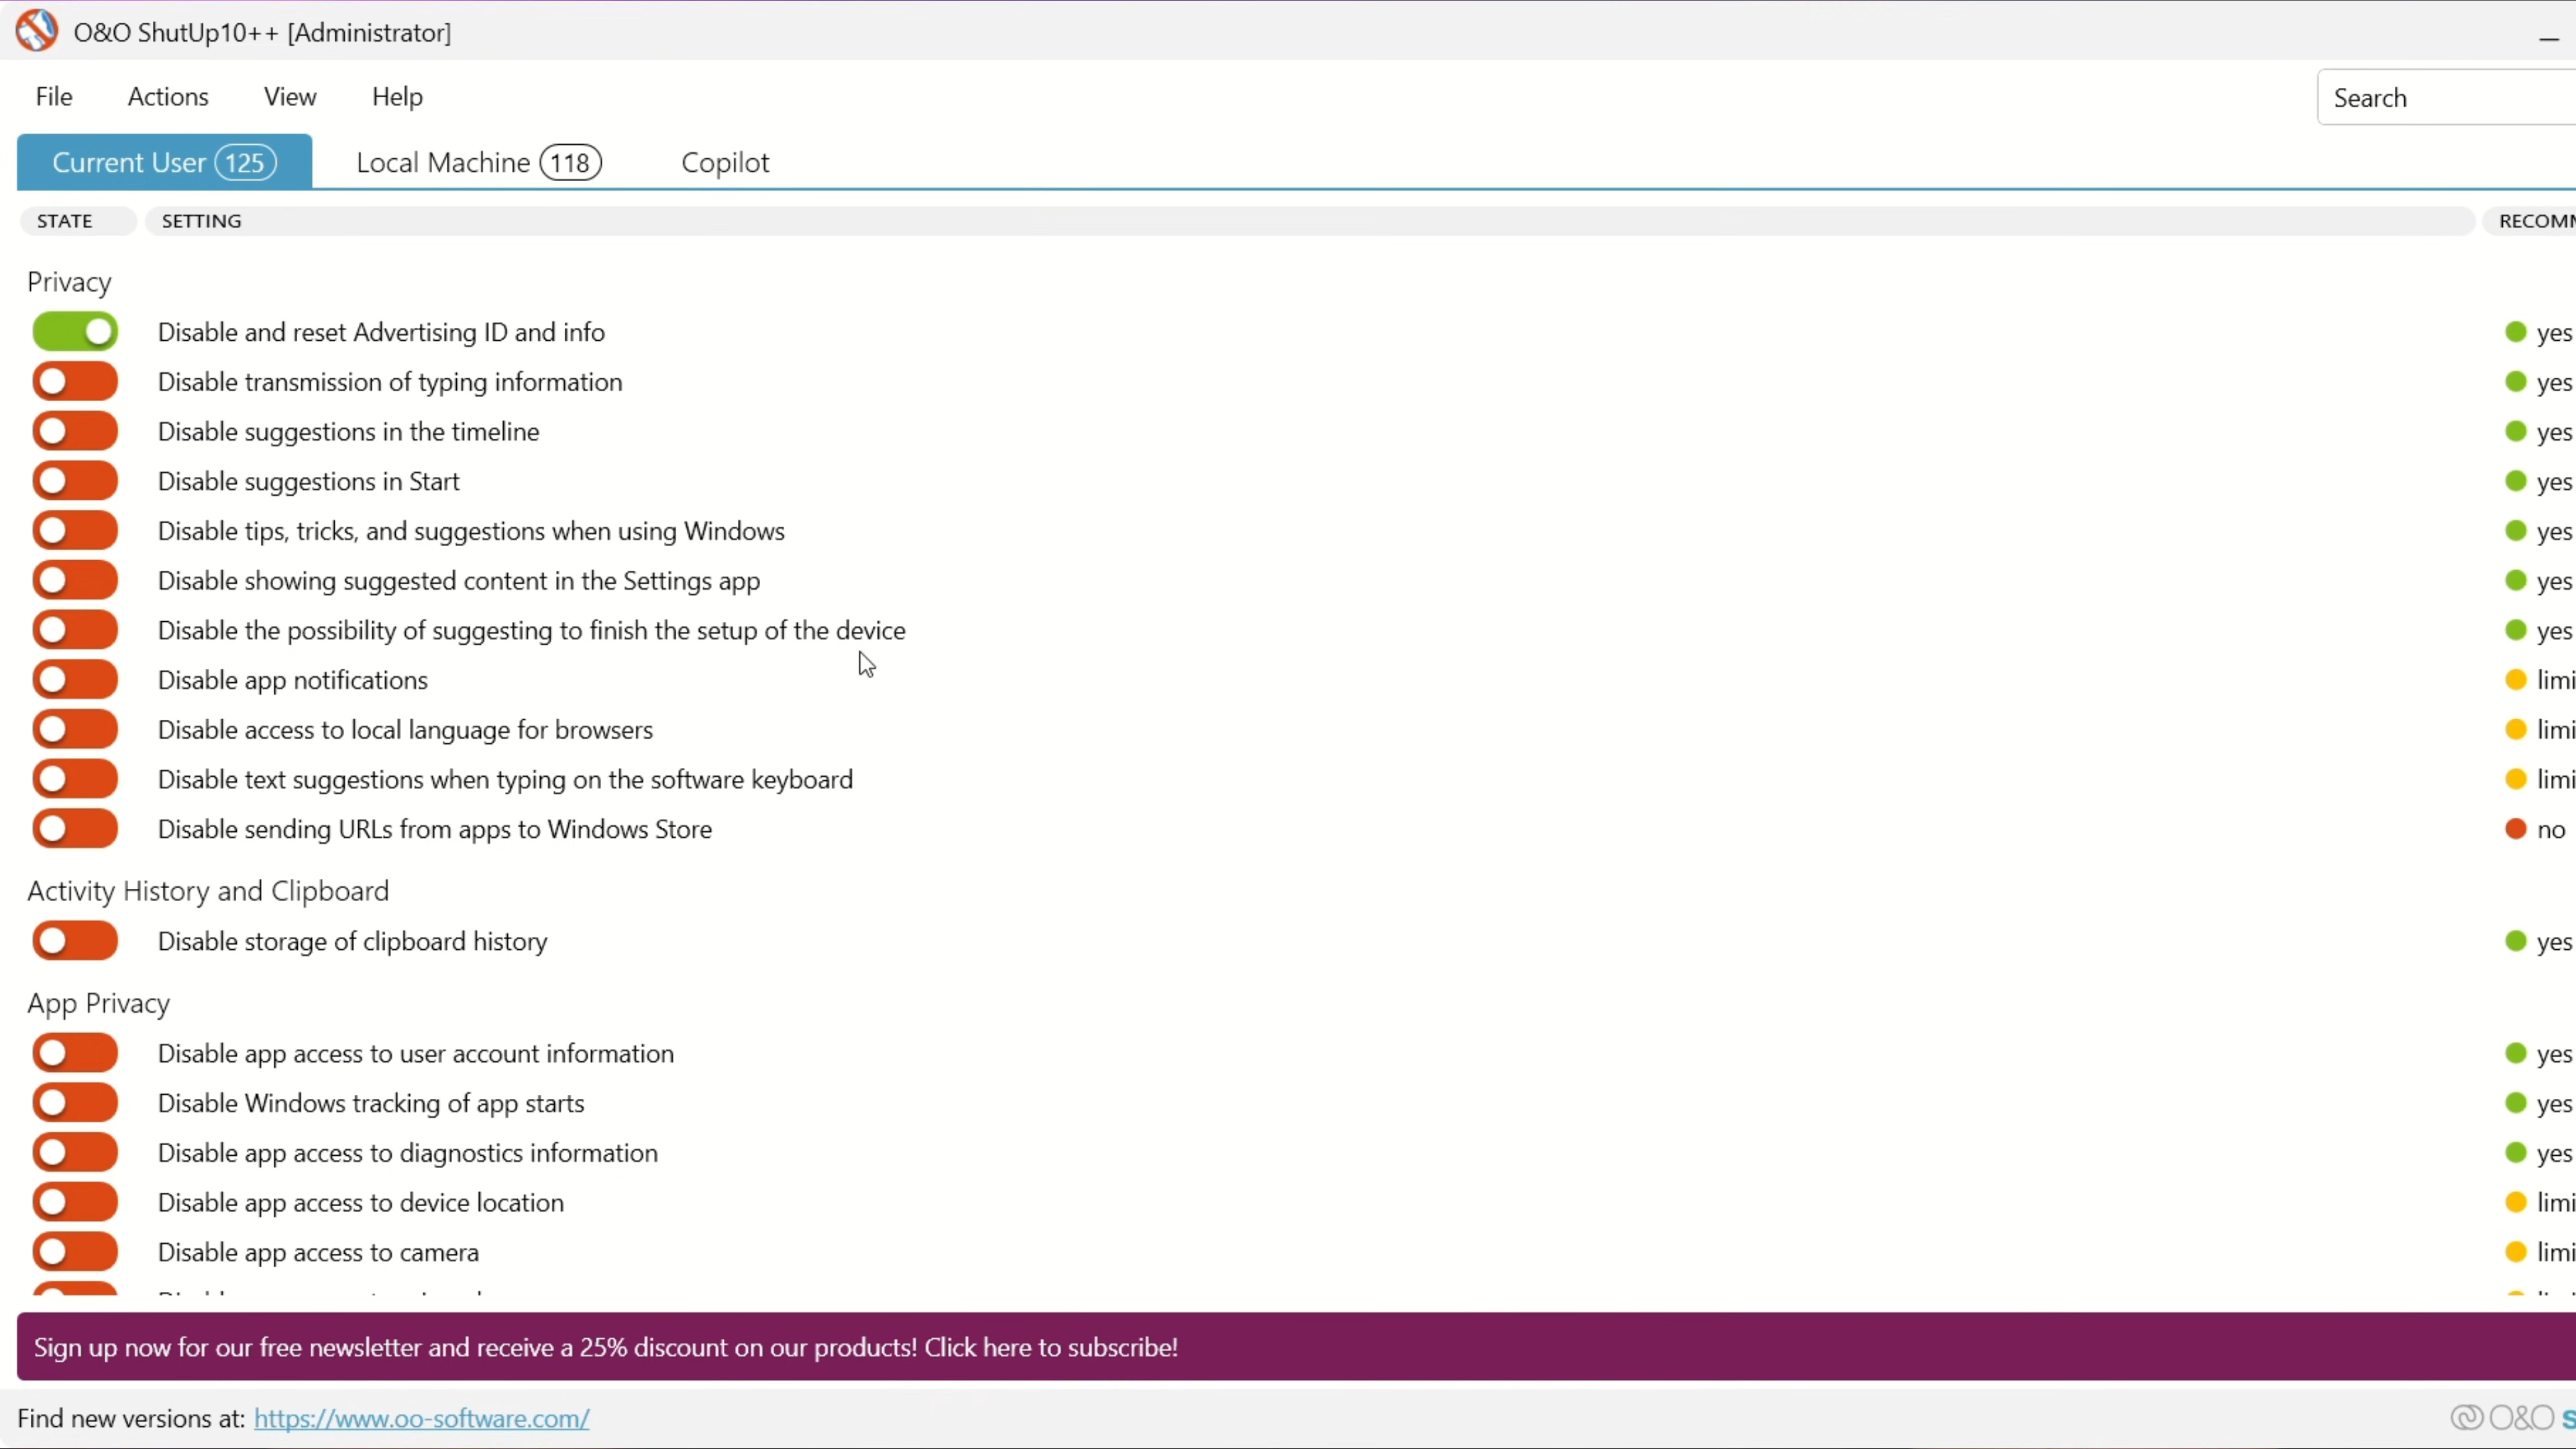 O&O ShutUp10++ [Administrator]
File Actions View Help Search
Current User 125 Local Machine 118 Copilot
STATE SETTING
Privacy
Disable and reset Advertising ID and info yes
Disable transmission of typing information yes
Disable suggestions in the timeline yes
Disable suggestions in Start yes
Disable tips, tricks, and suggestions when using Windows yes
Disable showing suggested content in the Settings app yes
Disable the possibility of suggesting to finish the setup of the device yes
Disable app notifications
Disable access to local language for browsers
Disable text suggestions when typing on the software keyboard
Disable sending URLs from apps to Windows Store no
Activity History and Clipboard
Disable storage of clipboard history yes
App Privacy
Disable app access to user account information yes
Disable Windows tracking of app starts yes
Disable app access to diagnostics information yes
Disable app access to device location
Disable app access to camera
Sign up now for our free newsletter and receive a 25% discount on our products! Click here to subscribe!
Find new versions at: https://www.oo-software.com/ O&O